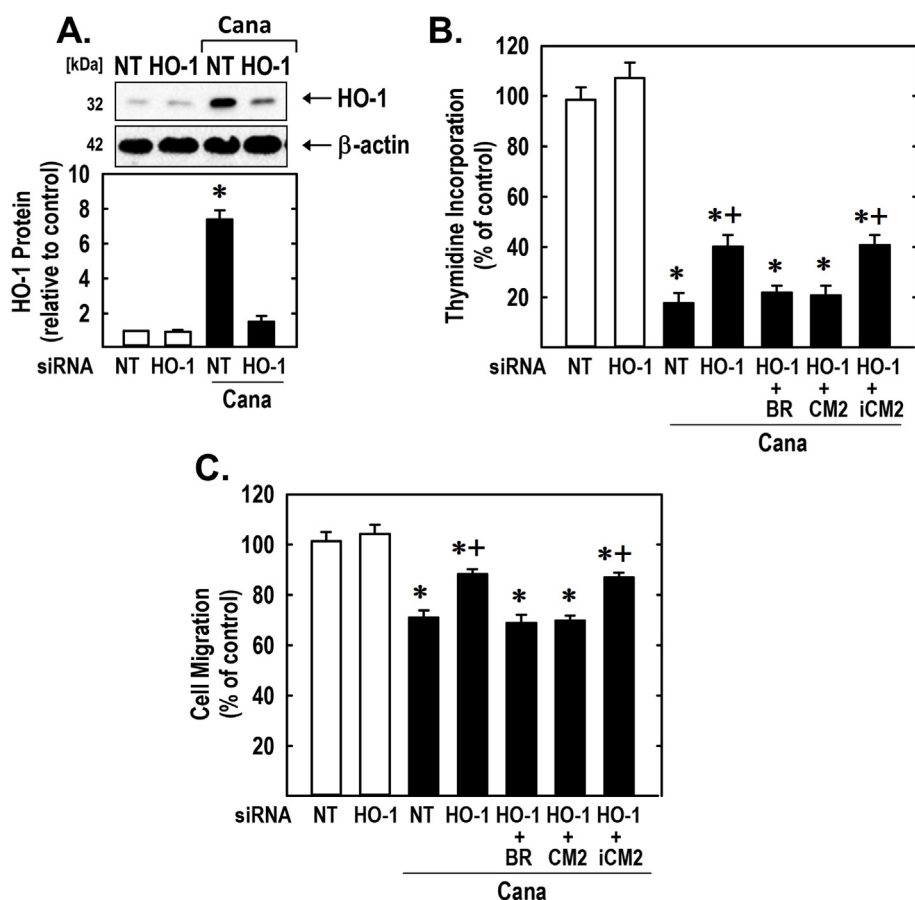 A.
Cana
[kDa] NT HO-1 NT HO-1
32 ← HO-1
42 ← β-actin
HO-1 Protein
(relative to control)
10
8
6
4
2
siRNA NT HO-1 NT HO-1
Cana
*
B.
Thymidine Incorporation
(% of control)
120
100
80
60
40
20
* *+ * * *+
NT HO-1 NT HO-1 HO-1 HO-1 HO-1
+ + +
BR CM2 iCM2
Cana
C.
Cell Migration
(% of control)
120
100
80
60
40
20
* *+ * * *+
siRNA NT HO-1 NT HO-1 HO-1 HO-1 HO-1
+ + +
BR CM2 iCM2
Cana